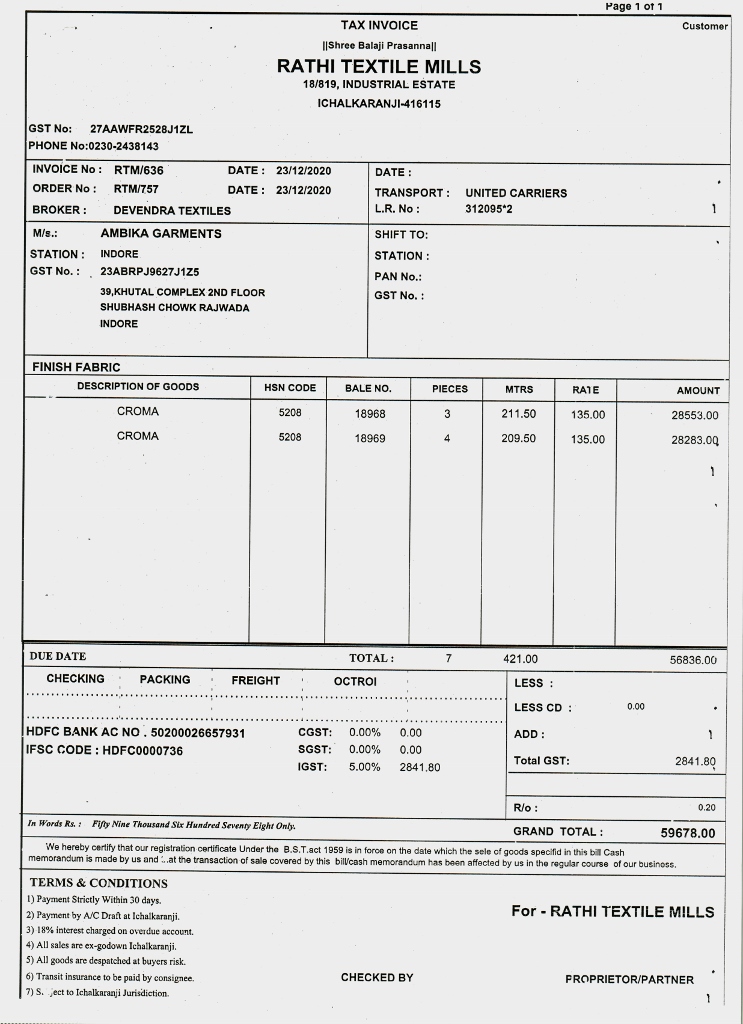 Page 1 of 1
TAX INVOICE
Customer
||Shree Balaji Prasanna||
RATHI TEXTILE MILLS
18/819, INDUSTRIAL ESTATE
ICHALKARANJI-416115
GST No: 27AAWFR2528J1ZL
PHONE No:0230-2438143
INVOICE No : RTM/636 DATE : 23/12/2020
ORDER No : RTM/757 DATE : 23/12/2020
BROKER : DEVENDRA TEXTILES
DATE :
TRANSPORT : UNITED CARRIERS
L.R. No : 312095*2
M/s.: AMBIKA GARMENTS
STATION : INDORE
GST No. : 23ABRPJ9627J1Z5
39,KHUTAL COMPLEX 2ND FLOOR
SHUBHASH CHOWK RAJWADA
INDORE
SHIFT TO:
STATION :
PAN No.:
GST No. :
FINISH FABRIC
DESCRIPTION OF GOODS HSN CODE BALE NO. PIECES MTRS RATE AMOUNT
CROMA 5208 18968 3 211.50 135.00 28553.00
CROMA 5208 18969 4 209.50 135.00 28283.00
DUE DATE TOTAL : 7 421.00 56836.00
CHECKING PACKING FREIGHT OCTROI
HDFC BANK AC NO . 50200026657931
IFSC CODE : HDFC0000736
CGST: 0.00% 0.00
SGST: 0.00% 0.00
IGST: 5.00% 2841.80
LESS :
LESS CD : 0.00
ADD :
Total GST: 2841.80
R/o : 0.20
In Words Rs. : Fifty Nine Thousand Six Hundred Seventy Eight Only.
GRAND TOTAL : 59678.00
We hereby certify that our registration certificate Under the B.S.T.act 1959 is in force on the date which the sele of goods specifid in this bill Cash
memorandum is made by us and ..at the transaction of sale covered by this bill/cash memorandum has been affected by us in the regular course of our business.
TERMS & CONDITIONS
1) Payment Strictly Within 30 days.
2) Payment by A/C Draft at Ichalkaranji.
3) 18% interest charged on overdue account.
4) All sales are ex-godown Ichalkaranji.
5) All goods are despatched at buyers risk.
6) Transit insurance to be paid by consignee.
7) S. ject to Ichalkaranji Jurisdiction.
For - RATHI TEXTILE MILLS
CHECKED BY
PROPRIETOR/PARTNER